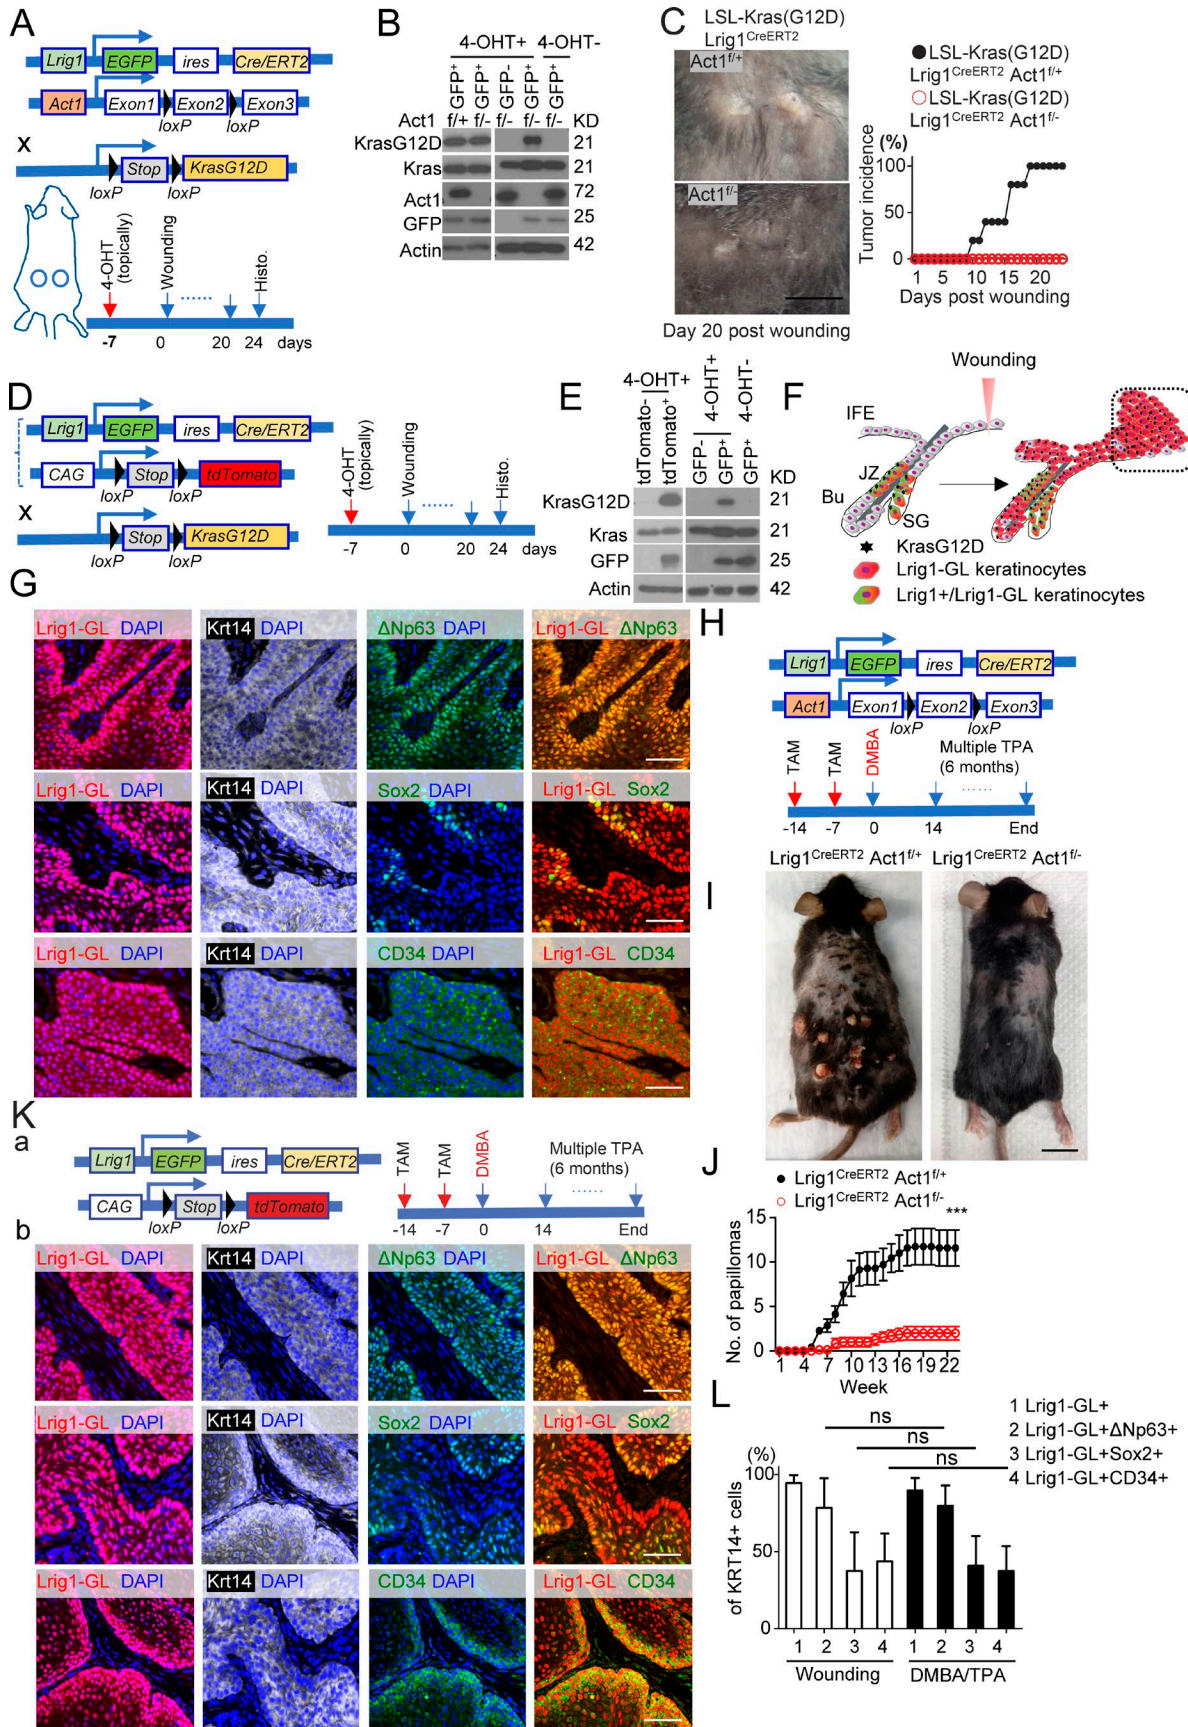 A
Lrig1 EGFP ires Cre/ERT2
Act1 Exon1 Exon2 Exon3
loxP loxP
x
Stop KrasG12D
loxP loxP
4-OHT
(topically)
Wounding
Histo.
-7 0 20 24 days
B
4-OHT+ 4-OHT-
GFP+ GFP+ GFP- GFP+ GFP+
Act1 f/+ f/- f/- f/- f/- KD
KrasG12D 21
Kras 21
Act1 72
GFP 25
Actin 42
C
LSL-Kras(G12D)
Lrig1CreERT2
Act1f/+
Act1f/-
Day 20 post wounding
LSL-Kras(G12D)
Lrig1CreERT2 Act1f/+
LSL-Kras(G12D)
Lrig1CreERT2 Act1f/-
(%)
Tumor incidence
100
50
0
1 5 10 15 20
Days post wounding
D
Lrig1 EGFP ires Cre/ERT2
CAG Stop tdTomato
loxP loxP
x
Stop KrasG12D
loxP loxP
4-OHT
(topically)
Wounding
Histo.
-7 0 20 24 days
E
4-OHT+ 4-OHT+ 4-OHT-
tdTomato- tdTomato+ GFP- GFP+ GFP+
KD
KrasG12D 21
Kras 21
GFP 25
Actin 42
F
Wounding
IFE
JZ
Bu
SG
KrasG12D
Lrig1-GL keratinocytes
Lrig1+/Lrig1-GL keratinocytes
G
Lrig1-GL DAPI Krt14 DAPI ΔNp63 DAPI Lrig1-GL ΔNp63
Lrig1-GL DAPI Krt14 DAPI Sox2 DAPI Lrig1-GL Sox2
Lrig1-GL DAPI Krt14 DAPI CD34 DAPI Lrig1-GL CD34
H
Lrig1 EGFP ires Cre/ERT2
Act1 Exon1 Exon2 Exon3
loxP loxP
TAM TAM DMBA
Multiple TPA
(6 months)
-14 -7 0 14 End
I
Lrig1CreERT2 Act1f/+ Lrig1CreERT2 Act1f/-
J
Lrig1CreERT2 Act1f/+
Lrig1CreERT2 Act1f/-
***
No. of papillomas
15
10
5
0
1 4 7 10 13 16 19 22
Week
K
a
Lrig1 EGFP ires Cre/ERT2
CAG Stop tdTomato
loxP loxP
TAM TAM DMBA
Multiple TPA
(6 months)
-14 -7 0 14 End
b
Lrig1-GL DAPI Krt14 DAPI ΔNp63 DAPI Lrig1-GL ΔNp63
Lrig1-GL DAPI Krt14 DAPI Sox2 DAPI Lrig1-GL Sox2
Lrig1-GL DAPI Krt14 DAPI CD34 DAPI Lrig1-GL CD34
L
1 Lrig1-GL+
2 Lrig1-GL+ΔNp63+
3 Lrig1-GL+Sox2+
4 Lrig1-GL+CD34+
ns
ns
ns
(%)
of KRT14+ cells
100
50
0
1 2 3 4 1 2 3 4
Wounding DMBA/TPA